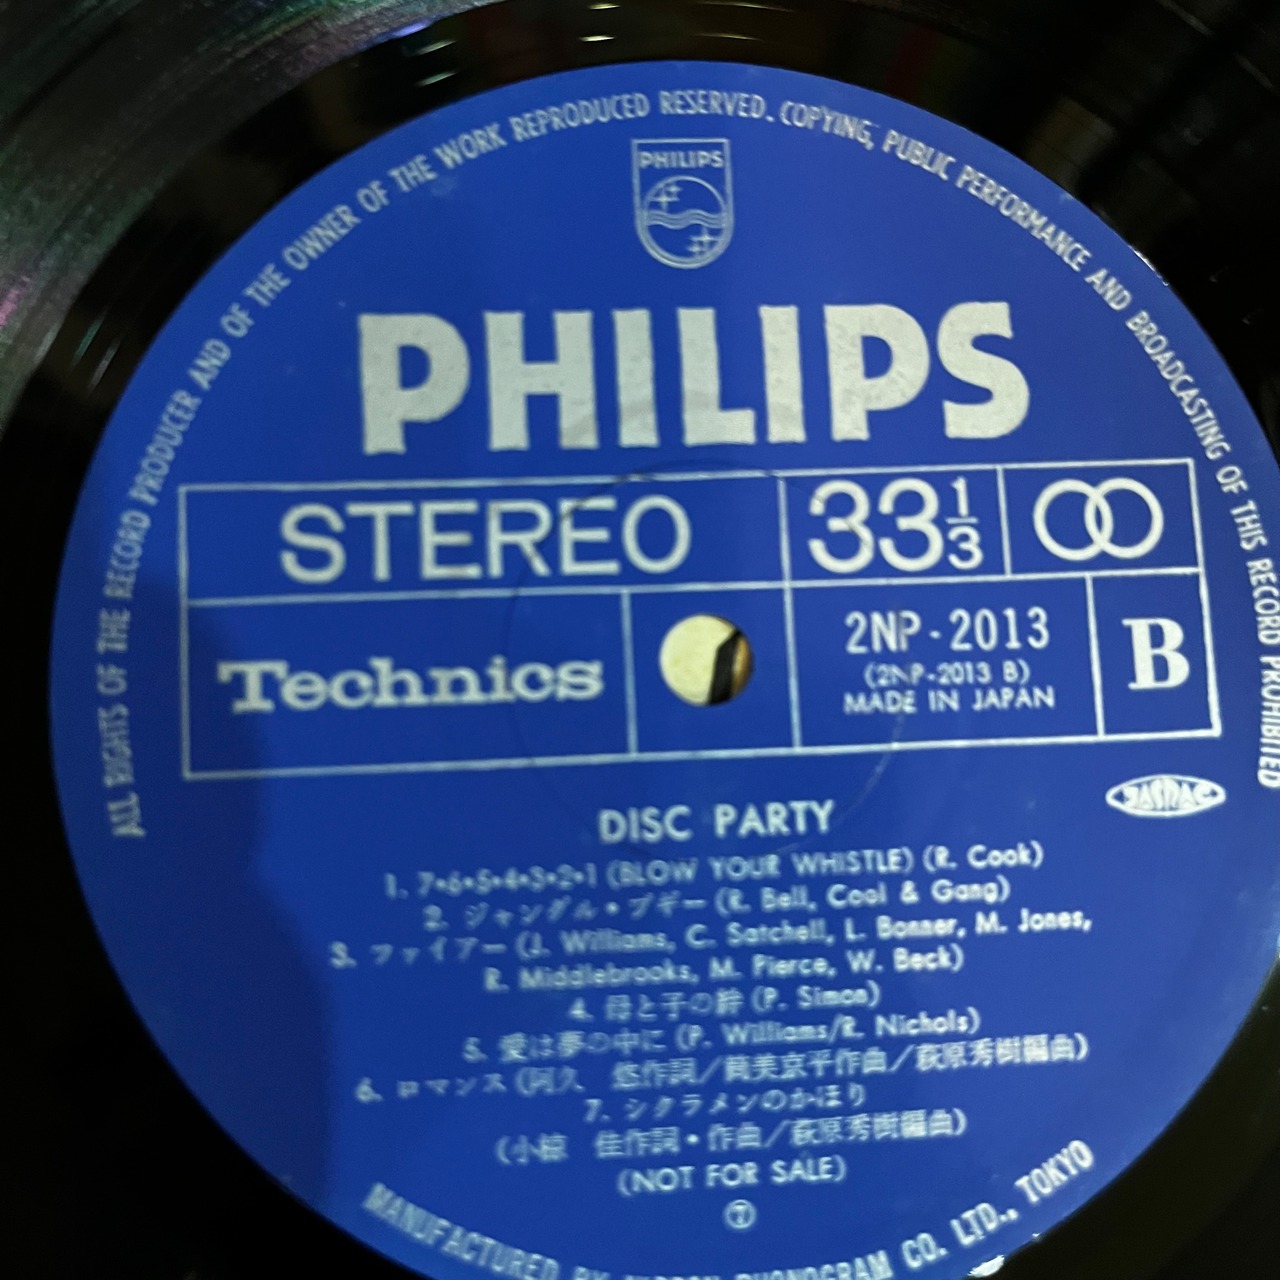 ALL RIGHTS OF THE RECORD PRODUCER AND OF THE OWNER OF THE WORK REPRODUCED RESERVED. COPYING, PUBLIC PERFORMANCE AND BROADCASTING OF THIS RECORD PROHIBITED
PHILIPS
PHILIPS
STEREO
33 1/3
Technics
2NP-2013
(2NP-2013 B)
MADE IN JAPAN
B
JASRAC
DISC PARTY
1. 7•6•5•4•3•2•1 (BLOW YOUR WHISTLE) (R. Cook)
2. ジャングル・ブギー (R. Bell, Cool & Gang)
3. ファイアー (J. Williams, C. Satchell, L. Bonner, M. Jones,
R. Middlebrooks, M. Pierce, W. Beck)
4. 母と子の絆 (P. Simon)
5. 愛は夢の中に (P. Williams/R. Nichols)
6. ロマンス (阿久　悠作詞／筒美京平作曲／萩原秀樹編曲)
7. シクラメンのかほり
(小椋　佳作詞・作曲／萩原秀樹編曲)
(NOT FOR SALE)
MANUFACTURED BY NIPPON PHONOGRAM CO. LTD., TOKYO